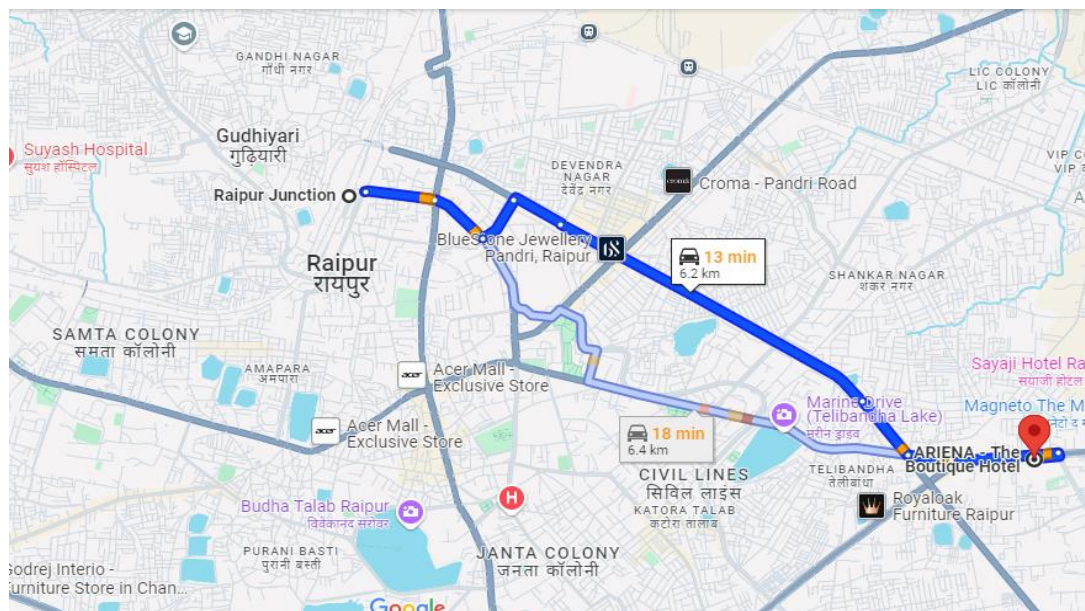 GANDHI NAGAR
गाँधी नगर
LIC COLONY
LIC कॉलोनी
Suyash Hospital
सुयश हॉस्पिटल
Gudhiyari
गुढ़ियारी
DEVENDRA
NAGAR
देवेंद्र नगर
VIP
croma
Croma - Pandri Road
Raipur Junction
BlueStone Jewellery
Pandri, Raipur
13 min
6.2 km
Raipur
रायपुर
SHANKAR NAGAR
शंकर नगर
SAMTA COLONY
समता कॉलोनी
AMAPARA
अमापारा
acer
Acer Mall -
Exclusive Store
Sayaji Hotel Ra
सयाजी होटल
Magneto The M
Marine Drive
(Telibandha Lake)
मरीन ड्राइव
acer
Acer Mall -
Exclusive Store
18 min
6.4 km
ARIENA - The
Boutique Hotel
CIVIL LINES
सिविल लाइंस
TELIBANDHA
तेलीबांधा
H
KATORA TALAB
कटोरा तालाब
Royaloak
Furniture Raipur
Budha Talab Raipur
विवेकानंद सरोवर
PURANI BASTI
पुरानी बस्ती
JANTA COLONY
जनता कॉलोनी
Godrej Interio -
Furniture Store in Chan...
Google